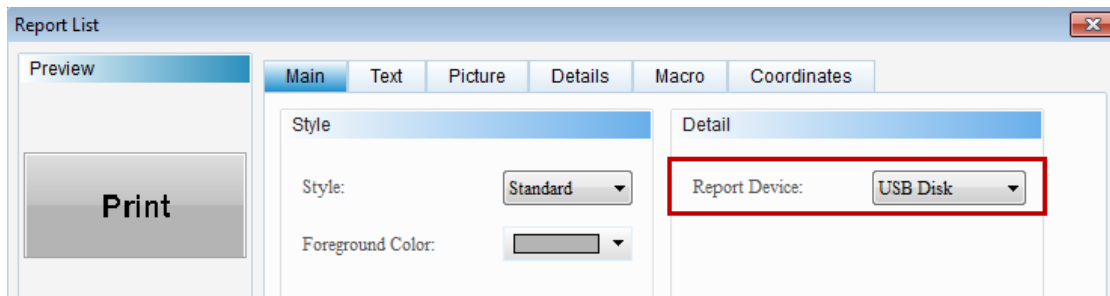 Report List
Preview
Main Text Picture Details Macro Coordinates
Style
Detail
Style: Standard
Report Device: USB Disk
Print
Foreground Color: